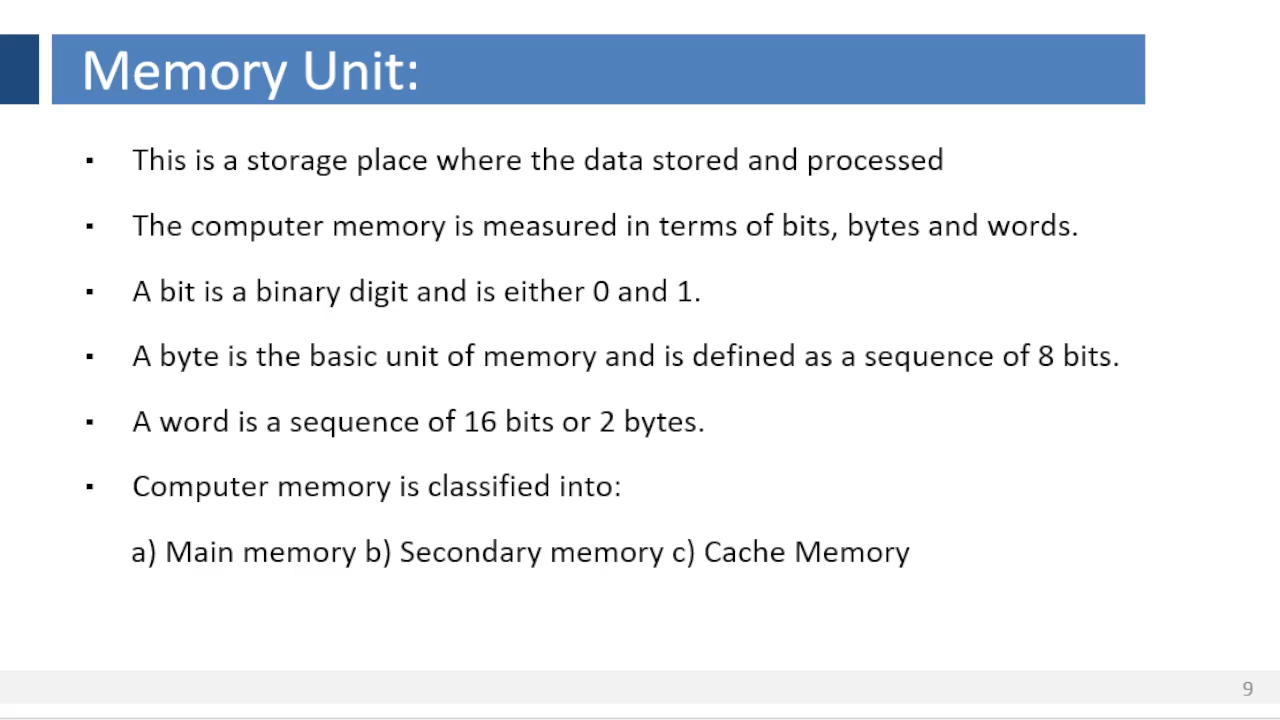 Memory Unit:
▪ This is a storage place where the data stored and processed
▪ The computer memory is measured in terms of bits, bytes and words.
▪ A bit is a binary digit and is either 0 and 1.
▪ A byte is the basic unit of memory and is defined as a sequence of 8 bits.
▪ A word is a sequence of 16 bits or 2 bytes.
▪ Computer memory is classified into:
a) Main memory b) Secondary memory c) Cache Memory
9